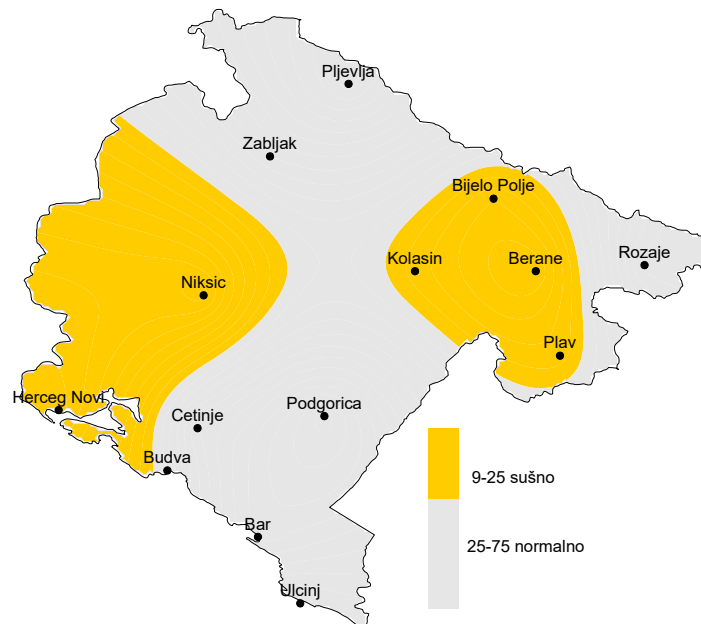 Pljevlja
Zabljak
Bijelo Polje
Kolasin
Berane
Rozaje
Niksic
Plav
Herceg Novi
Cetinje
Podgorica
Budva
9-25 sušno
Bar
25-75 normalno
Ulcinj